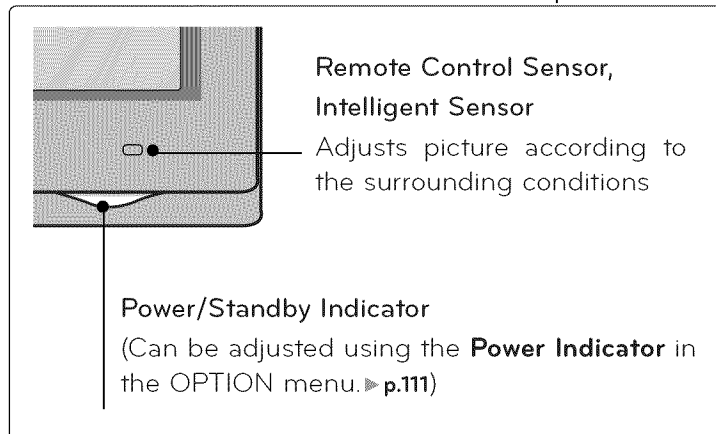 Remote Control Sensor,
Intelligent Sensor
Adjusts picture according to
the surrounding conditions
Power/Standby Indicator
(Can be adjusted using the Power Indicator in
the OPTION menu.►p.111)